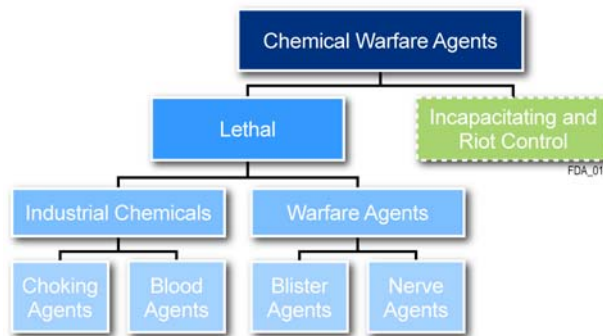 Chemical Warfare Agents
Lethal
Incapacitating and
Riot Control
FDA_01
Industrial Chemicals
Warfare Agents
Choking
Agents
Blood
Agents
Blister
Agents
Nerve
Agents